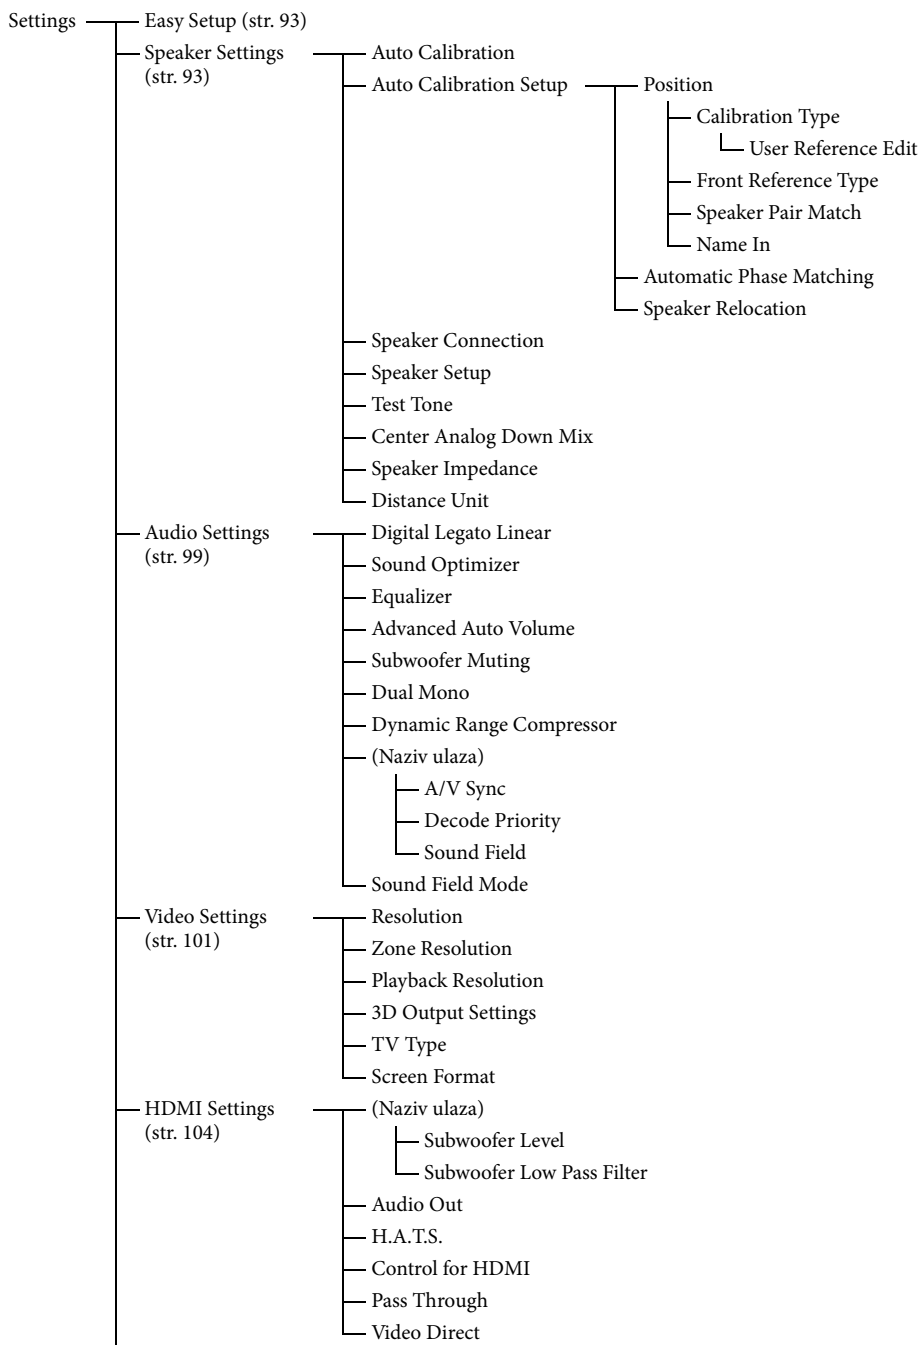 Settings
Easy Setup (str. 93)
Speaker Settings
(str. 93)
Auto Calibration
Auto Calibration Setup
Position
Calibration Type
User Reference Edit
Front Reference Type
Speaker Pair Match
Name In
Automatic Phase Matching
Speaker Relocation
Speaker Connection
Speaker Setup
Test Tone
Center Analog Down Mix
Speaker Impedance
Distance Unit
Audio Settings
(str. 99)
Digital Legato Linear
Sound Optimizer
Equalizer
Advanced Auto Volume
Subwoofer Muting
Dual Mono
Dynamic Range Compressor
(Naziv ulaza)
A/V Sync
Decode Priority
Sound Field
Sound Field Mode
Video Settings
(str. 101)
Resolution
Zone Resolution
Playback Resolution
3D Output Settings
TV Type
Screen Format
HDMI Settings
(str. 104)
(Naziv ulaza)
Subwoofer Level
Subwoofer Low Pass Filter
Audio Out
H.A.T.S.
Control for HDMI
Pass Through
Video Direct